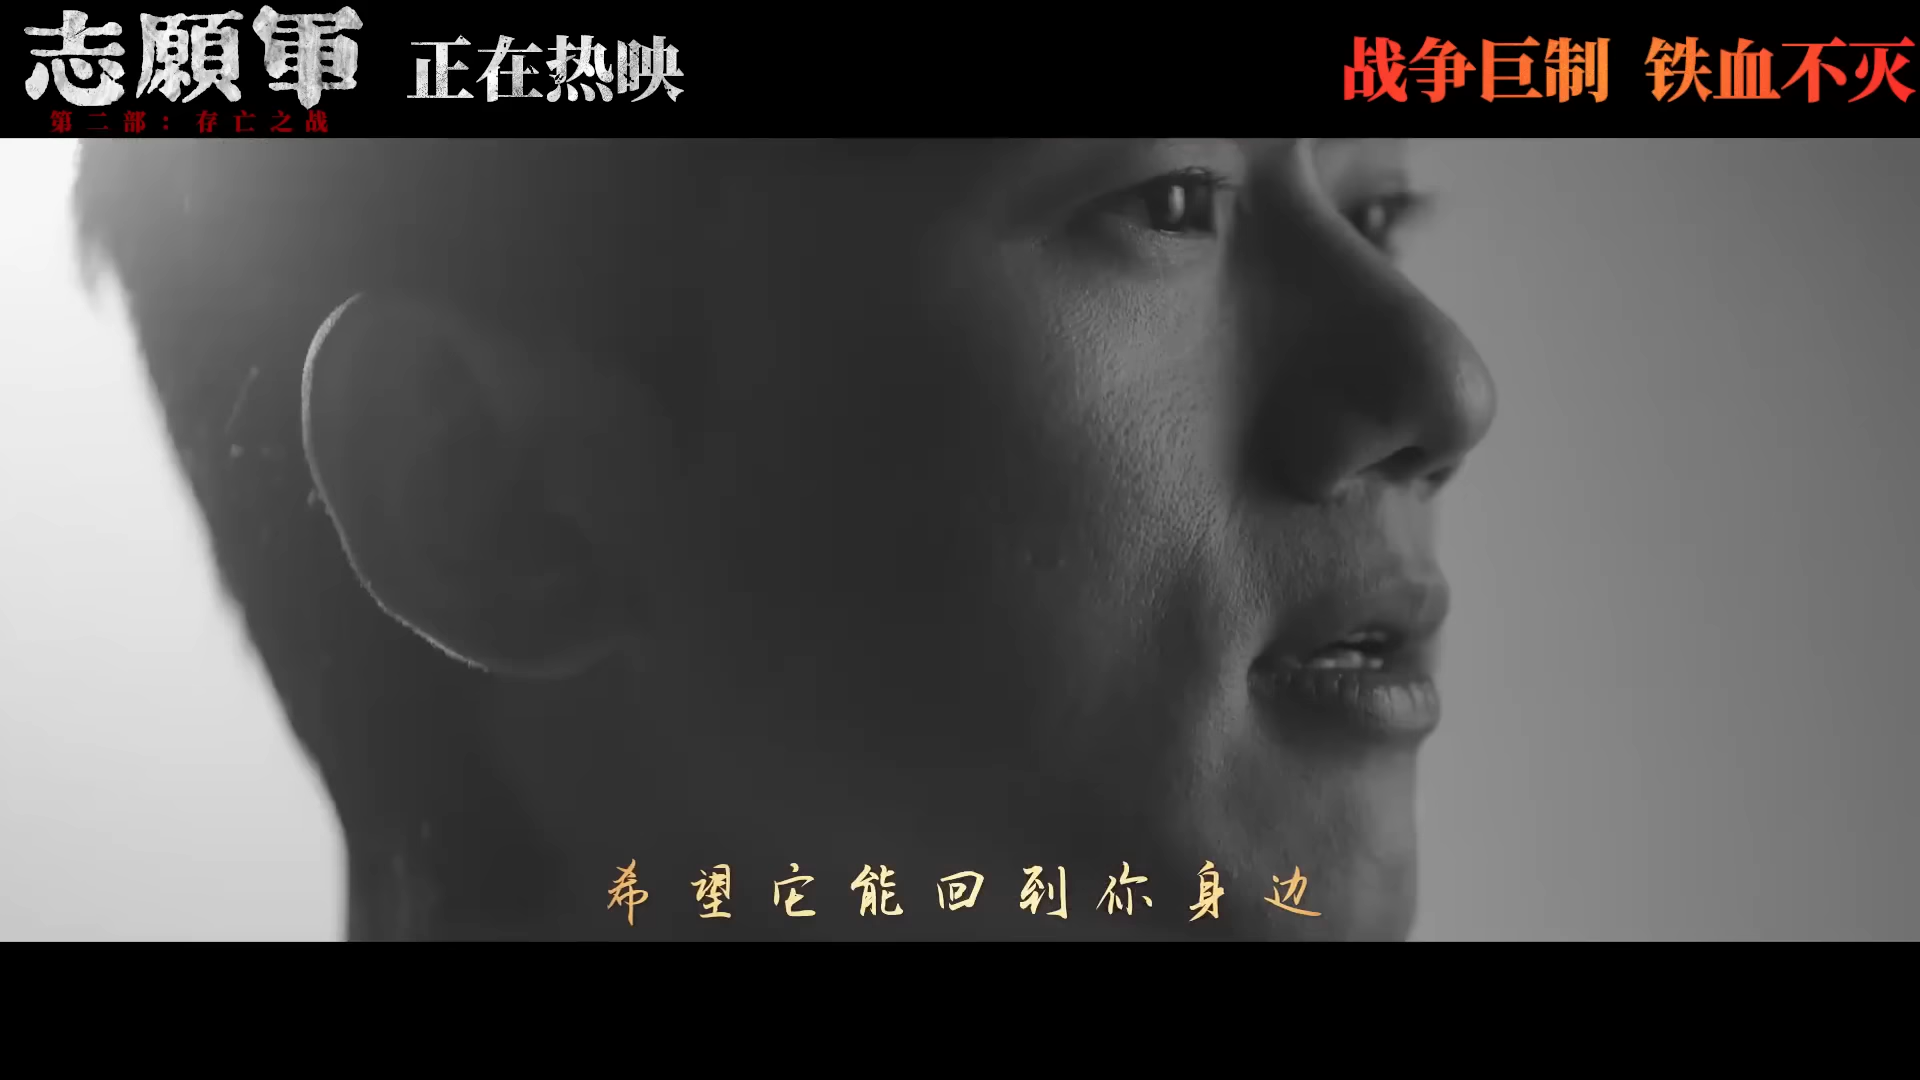 志願軍
第二部：存亡之战
正在热映
战争巨制 铁血不灭
希望它能回到你身边